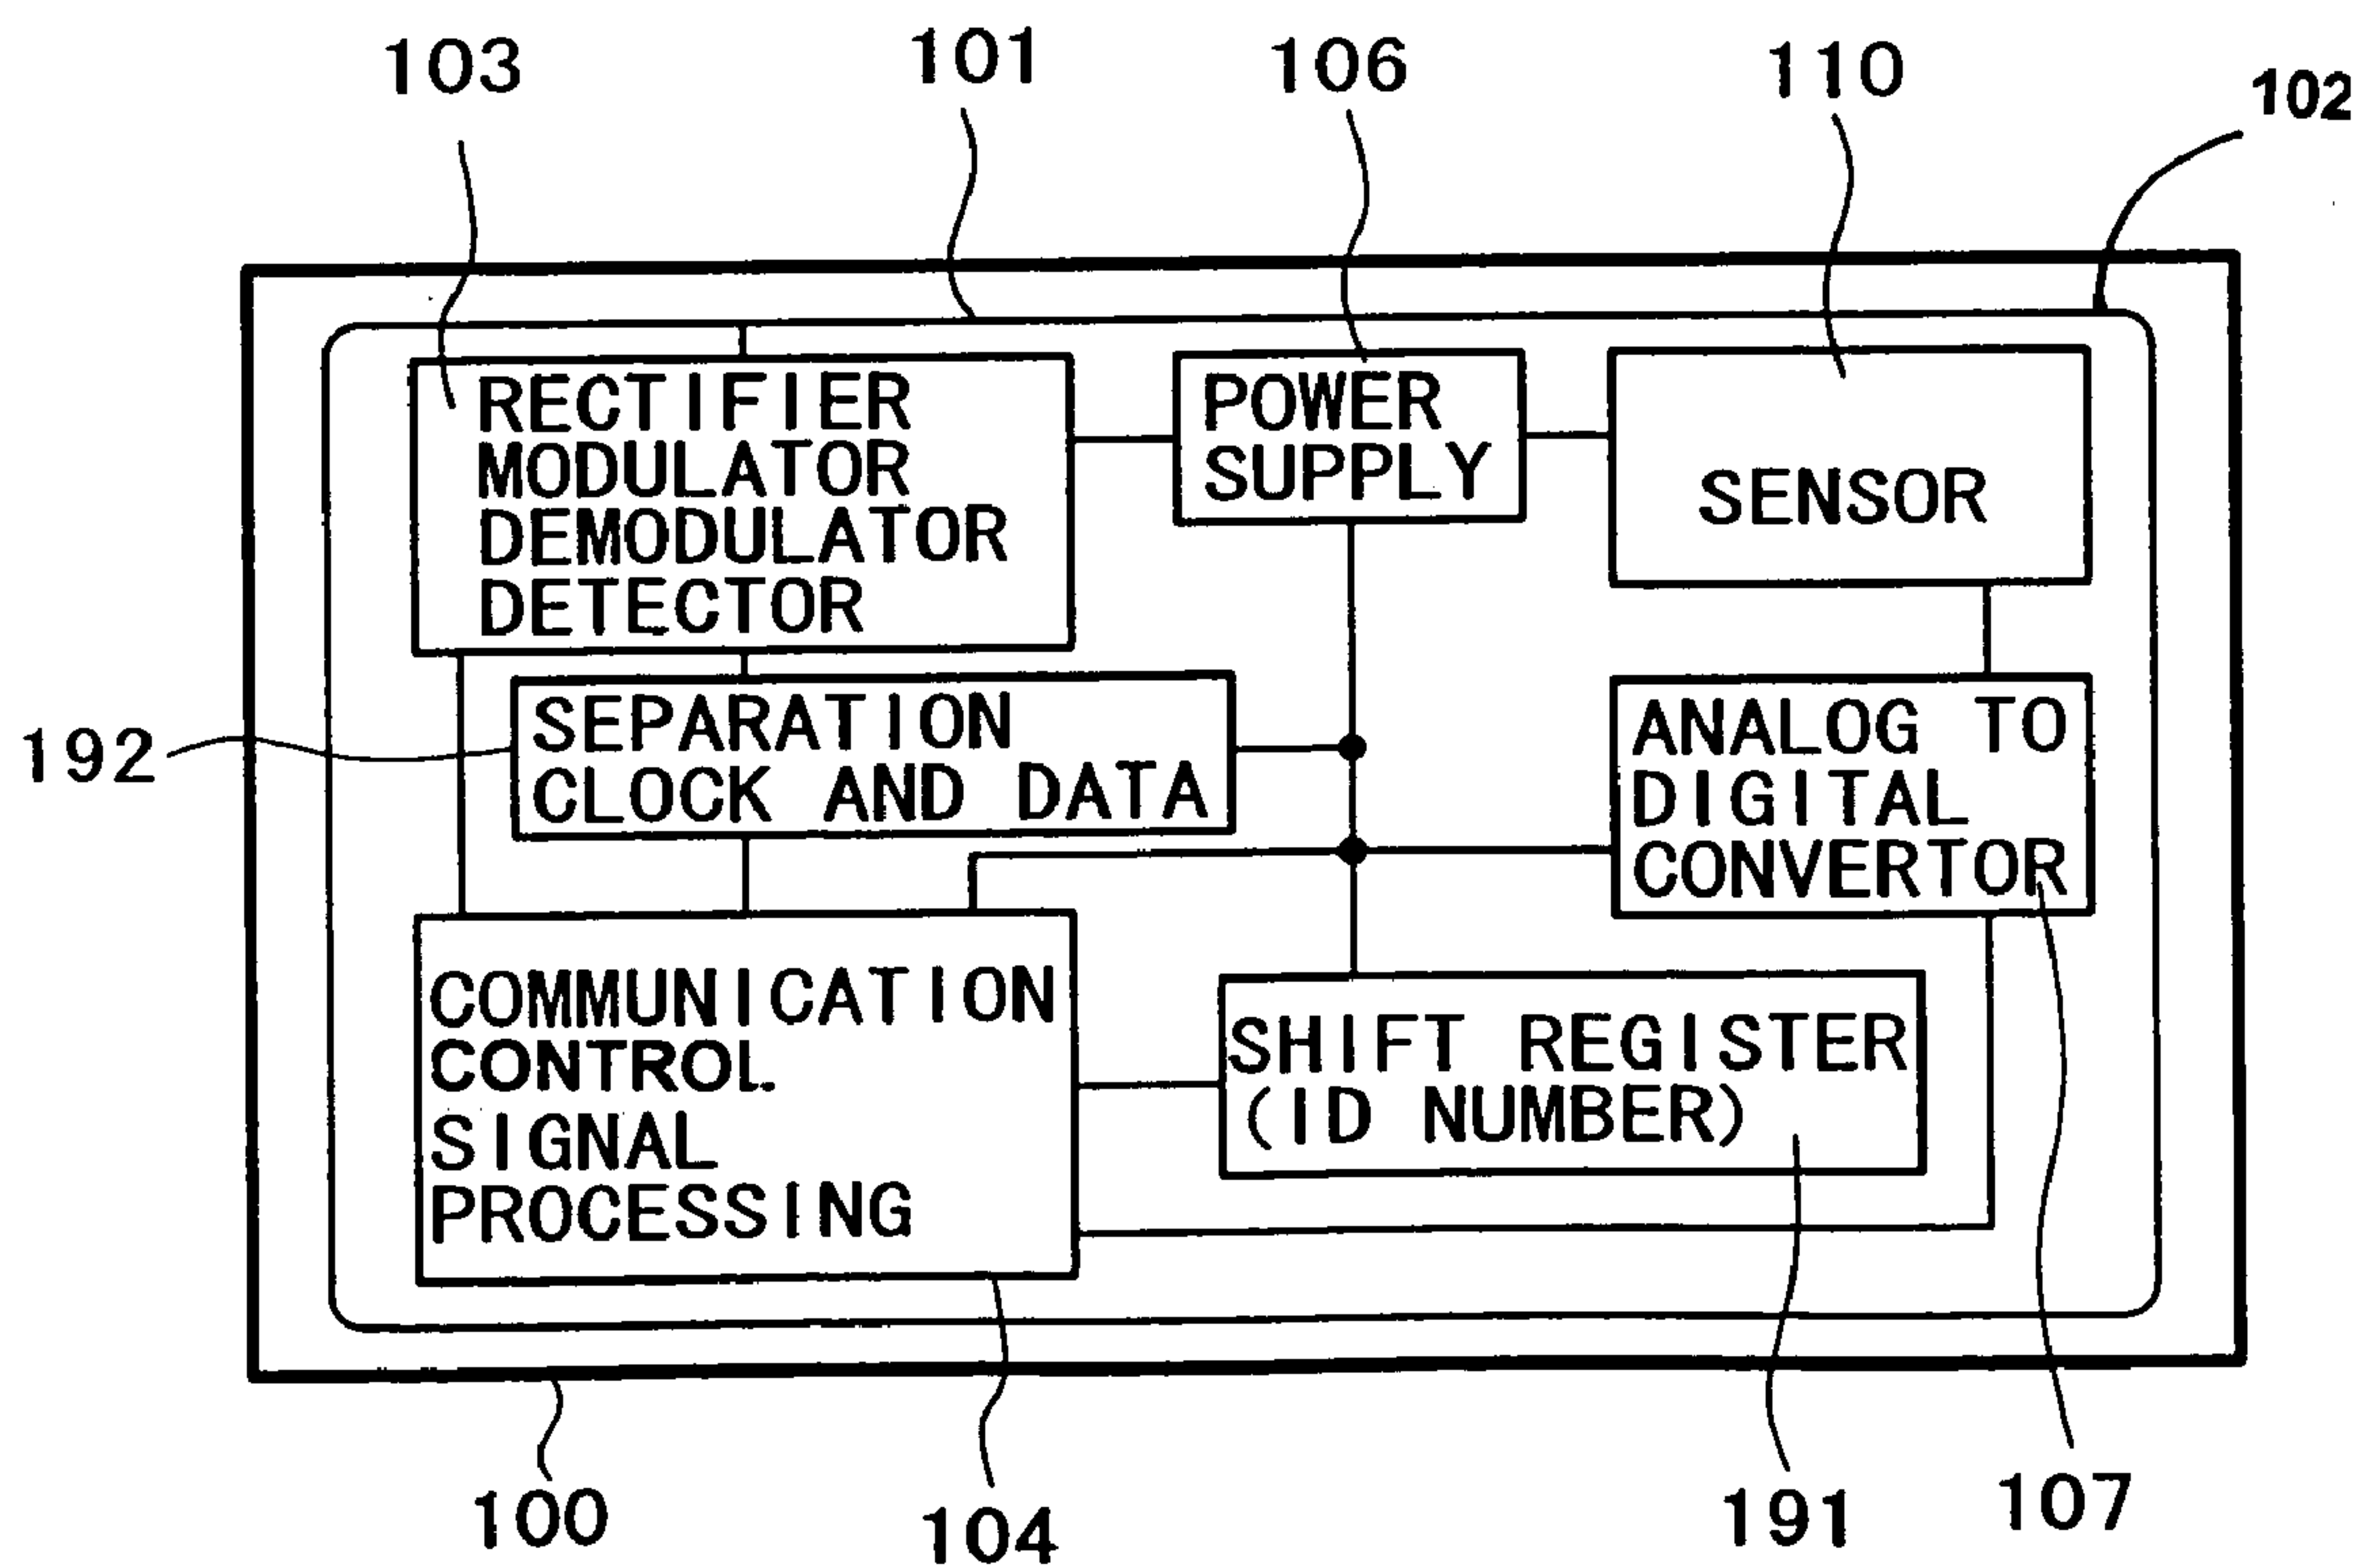 103
101
106
110
102
RECTIFIER
MODULATOR
DEMODULATOR
DETECTOR
POWER
SUPPLY
SENSOR
192
SEPARATION
CLOCK AND DATA
ANALOG TO
DIGITAL
CONVERTOR
COMMUNICATION
CONTROL
SIGNAL
PROCESSING
SHIFT REGISTER
(ID NUMBER)
100
104
191
107